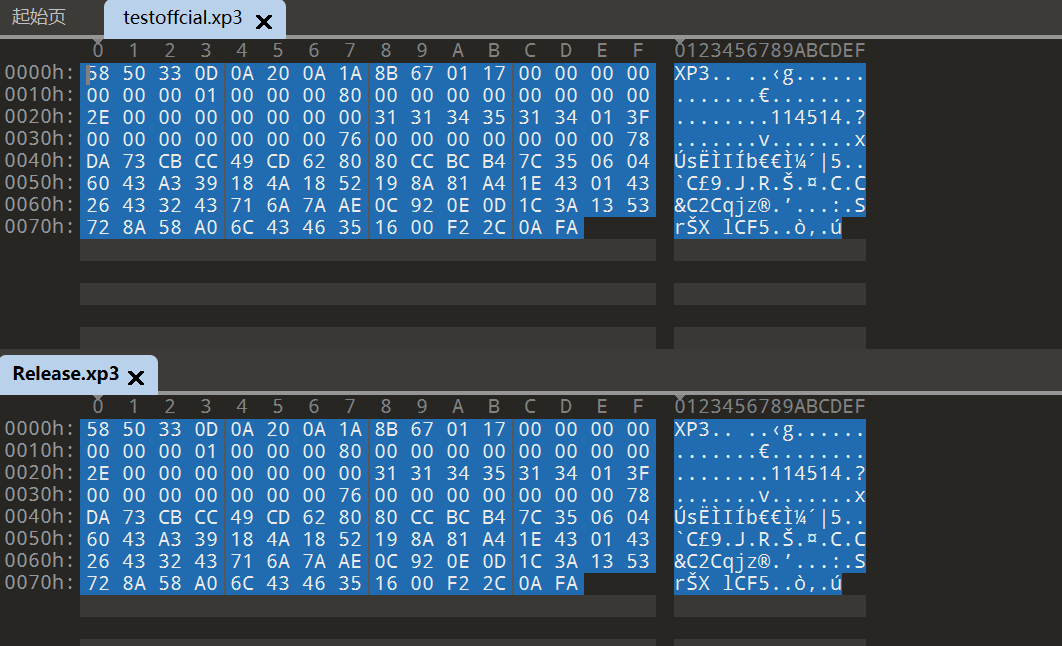 起始页 testoffcial.xp3
0 1 2 3 4 5 6 7 8 9 A B C D E F 0123456789ABCDEF
0000h: 58 50 33 0D 0A 20 0A 1A 8B 67 01 17 00 00 00 00 XP3.. ..‹g......
0010h: 00 00 00 01 00 00 00 80 00 00 00 00 00 00 00 00 .......€........
0020h: 2E 00 00 00 00 00 00 00 31 31 34 35 31 34 01 3F ........114514.?
0030h: 00 00 00 00 00 00 00 76 00 00 00 00 00 00 00 78 .......v.......x
0040h: DA 73 CB CC 49 CD 62 80 80 CC BC B4 7C 35 06 04 ÚsËÌIÍb€€Ì¼´|5..
0050h: 60 43 A3 39 18 4A 18 52 19 8A 81 A4 1E 43 01 43 `C£9.J.R.Š.¤.C.C
0060h: 26 43 32 43 71 6A 7A AE 0C 92 0E 0D 1C 3A 13 53 &C2Cqjz®.’...:.S
0070h: 72 8A 58 A0 6C 43 46 35 16 00 F2 2C 0A FA rŠX lCF5..ò,.ú
Release.xp3
0 1 2 3 4 5 6 7 8 9 A B C D E F 0123456789ABCDEF
0000h: 58 50 33 0D 0A 20 0A 1A 8B 67 01 17 00 00 00 00 XP3.. ..‹g......
0010h: 00 00 00 01 00 00 00 80 00 00 00 00 00 00 00 00 .......€........
0020h: 2E 00 00 00 00 00 00 00 31 31 34 35 31 34 01 3F ........114514.?
0030h: 00 00 00 00 00 00 00 76 00 00 00 00 00 00 00 78 .......v.......x
0040h: DA 73 CB CC 49 CD 62 80 80 CC BC B4 7C 35 06 04 ÚsËÌIÍb€€Ì¼´|5..
0050h: 60 43 A3 39 18 4A 18 52 19 8A 81 A4 1E 43 01 43 `C£9.J.R.Š.¤.C.C
0060h: 26 43 32 43 71 6A 7A AE 0C 92 0E 0D 1C 3A 13 53 &C2Cqjz®.’...:.S
0070h: 72 8A 58 A0 6C 43 46 35 16 00 F2 2C 0A FA rŠX lCF5..ò,.ú